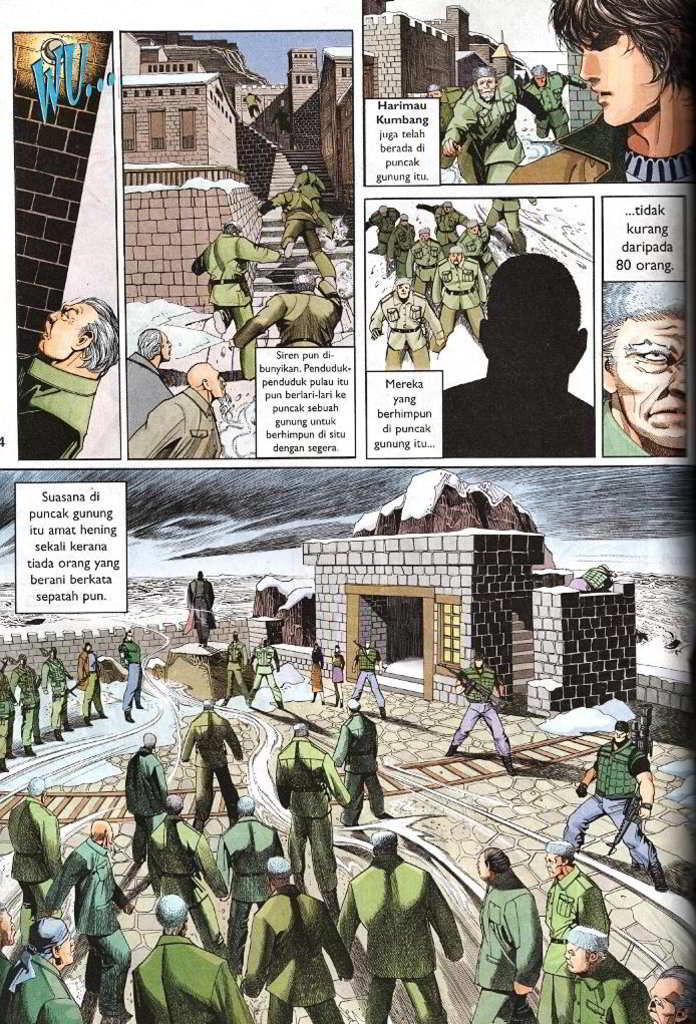 WU...
Siren pun di-
bunyikan. Penduduk-
penduduk pulau itu
pun berlari-lari ke
puncak sebuah
gunung untuk
berhimpun di situ
dengan segera.
Harimau
Kumbang
juga telah
berada di
puncak
gunung itu.
Mereka
yang
berhimpun
di puncak
gunung itu...
...tidak
kurang
daripada
80 orang.
4
Suasana di
puncak gunung
itu amat hening
sekali kerana
tiada orang yang
berani berkata
sepatah pun.